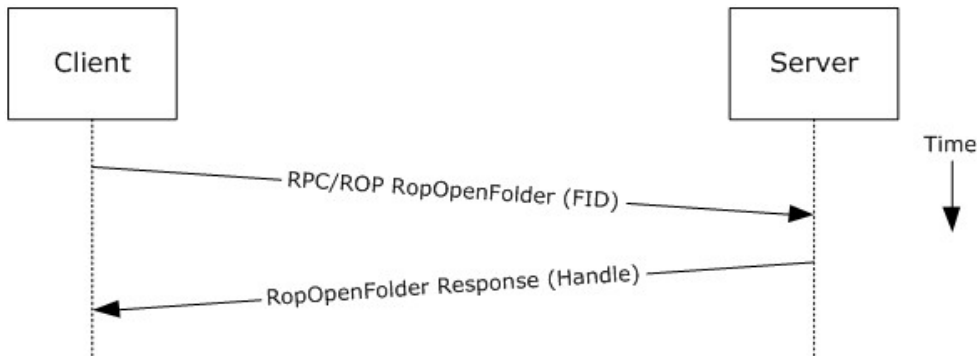 Client
Server
Time
RPC/ROP RopOpenFolder (FID)
RopOpenFolder Response (Handle)